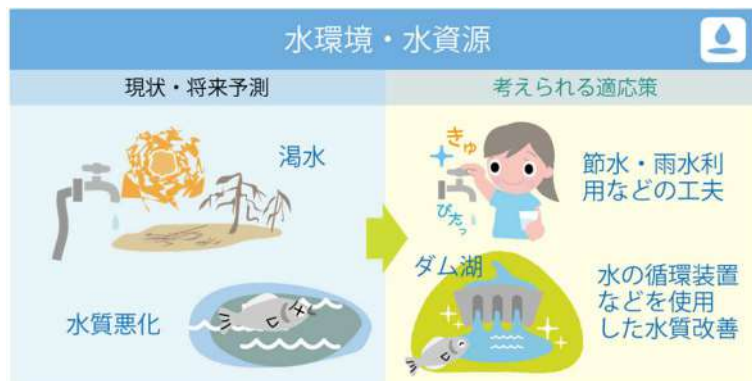 水環境・水資源
現状・将来予測
考えられる適応策
渇水
きゅ
ぴたっ
節水・雨水利
用などの工夫
水質悪化
ダム湖
水の循環装置
などを使用
した水質改善